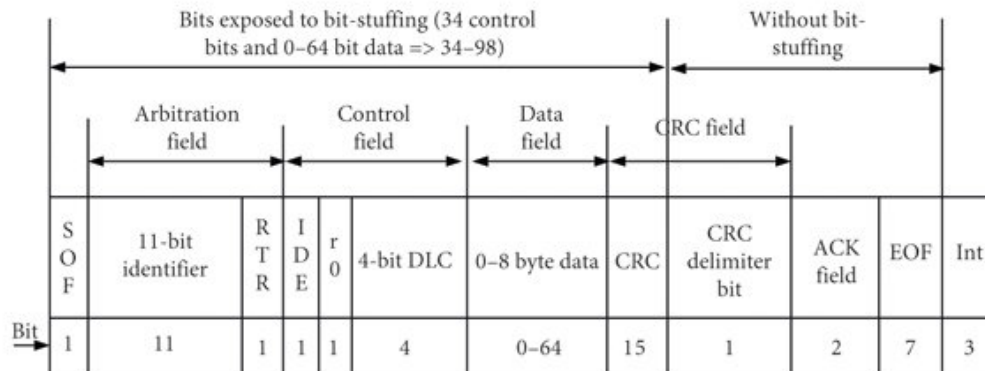 Bits exposed to bit-stuffing (34 control
bits and 0–64 bit data => 34–98)
Without bit-
stuffing
Arbitration
field
Control
field
Data
field
CRC field
S
O
F
11-bit
identifier
R
T
R
I
D
E
r
0
4-bit DLC
0–8 byte data
CRC
CRC
delimiter
bit
ACK
field
EOF
Int
Bit
1 11 1 1 1 4 0–64 15 1 2 7 3